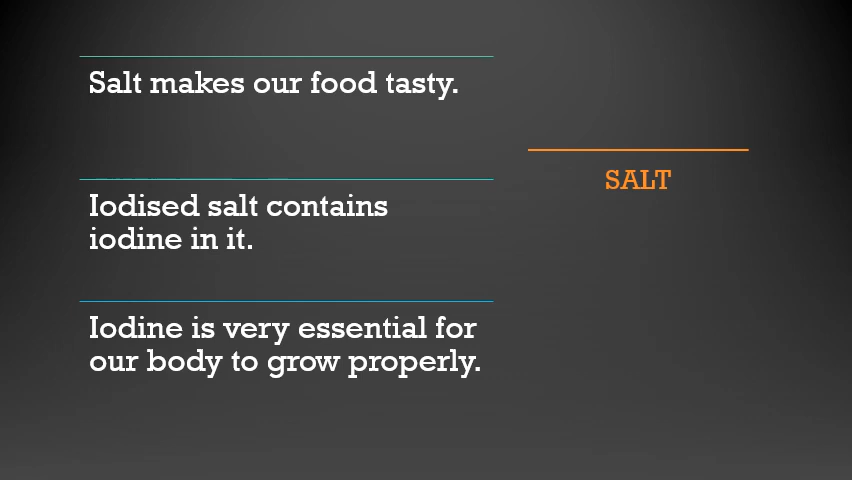 Salt makes our food tasty.
SALT
Iodised salt contains
iodine in it.
Iodine is very essential for
our body to grow properly.